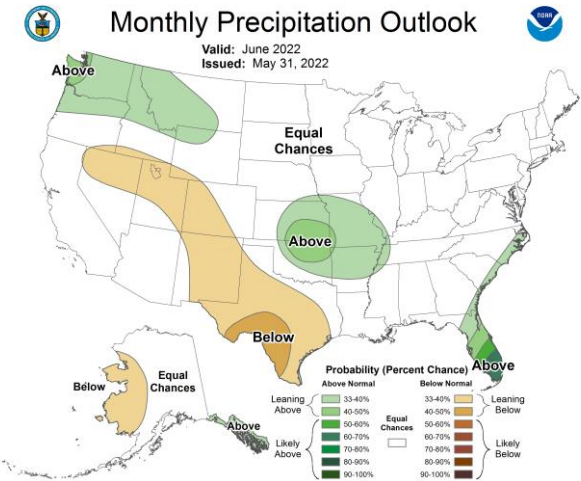 Monthly Precipitation Outlook
NOAA
Valid: June 2022
Issued: May 31, 2022
Above
Equal
Chances
Above
Below
Above
Below
Equal
Chances
Above
Probability (Percent Chance)
Above Normal
Below Normal
Leaning
Above
33-40%
40-50%
Likely
Above
50-60%
60-70%
70-80%
80-90%
90-100%
Equal
Chances
33-40%
40-50%
Leaning
Below
50-60%
60-70%
70-80%
80-90%
90-100%
Likely
Below